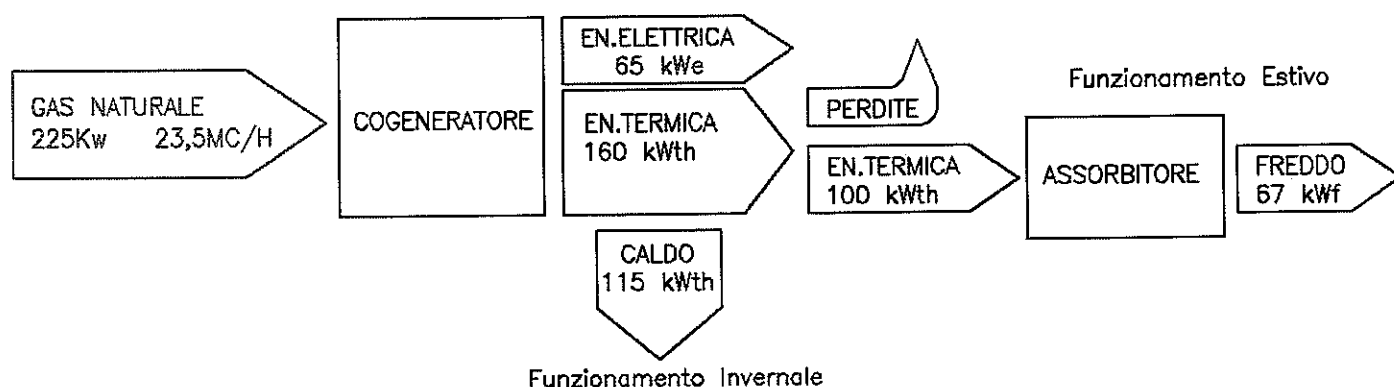 GAS NATURALE
225Kw 23,5MC/H
COGENERATORE
EN.ELETTRICA
65 kWe
EN.TERMICA
160 kWth
CALDO
115 kWth
Funzionamento Invernale
PERDITE
EN.TERMICA
100 kWth
Funzionamento Estivo
ASSORBITORE
FREDDO
67 kWf